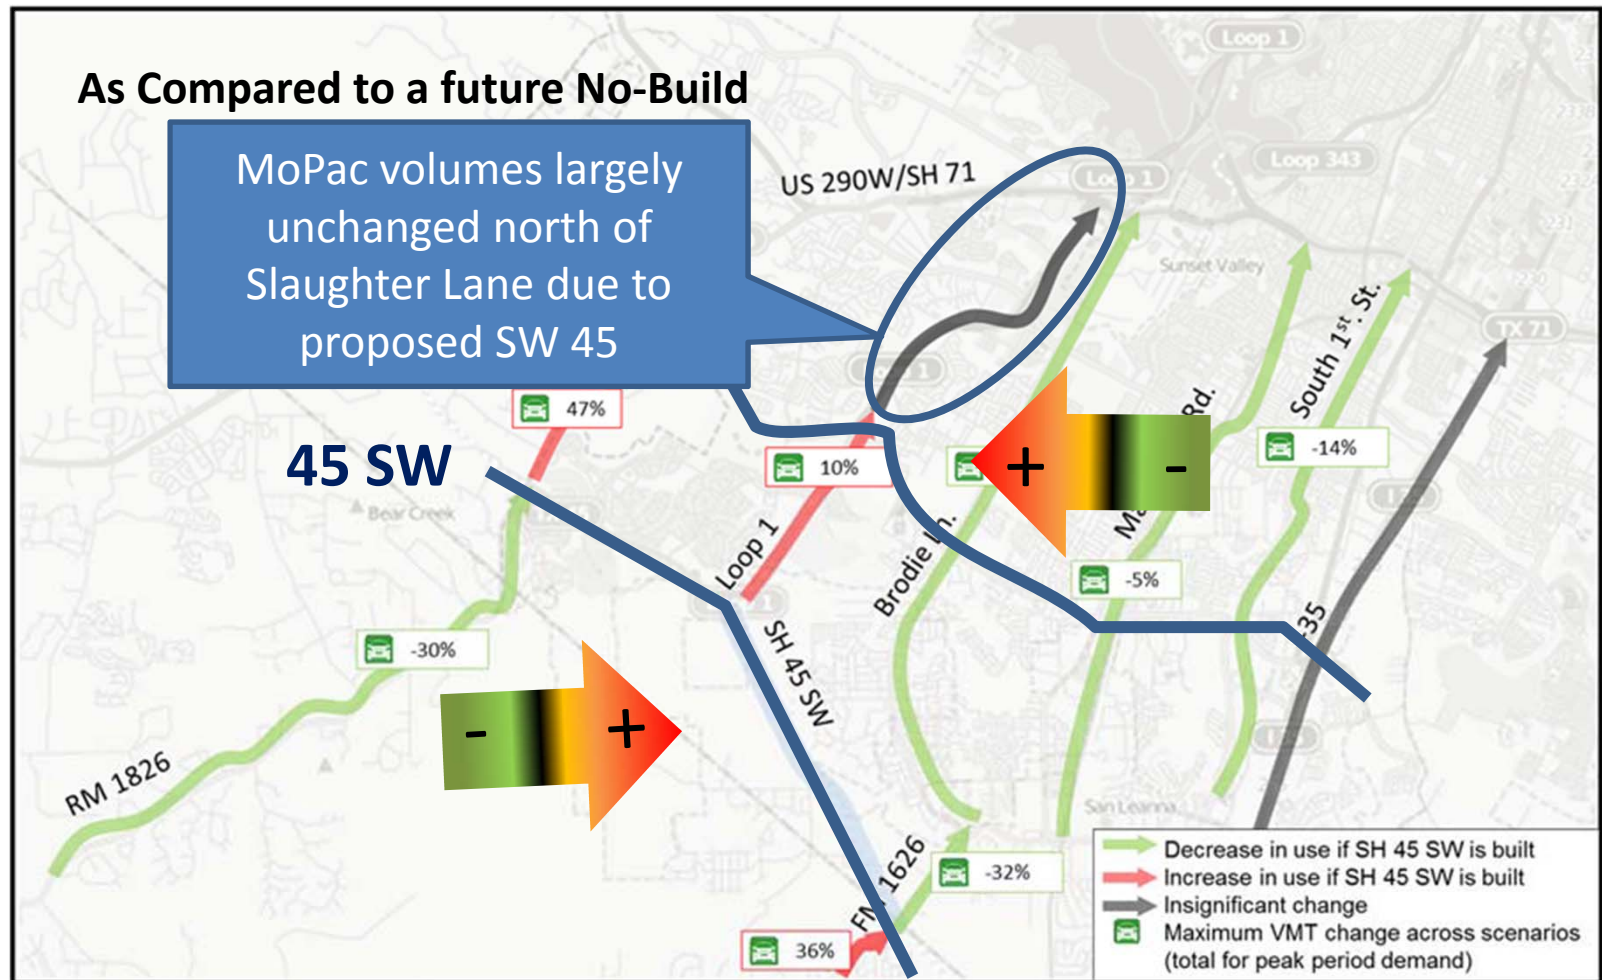 Loop 1
As Compared to a future No-Build
MoPac volumes largely
unchanged north of
Slaughter Lane due to
proposed SW 45
US 290W/SH 71
Loop 1
Loop 343
Sunset Valley
South 1st. St.
TX 71
47%
45 SW
Bear Creek
10%
+
-
Rd.
-14%
Loop 1
Brodie Ln.
-5%
SH 45 SW
-30%
-35
-
+
RM 1826
San Leanna
FM 1626
-32%
36%
Decrease in use if SH 45 SW is built
Increase in use if SH 45 SW is built
Insignificant change
Maximum VMT change across scenarios
(total for peak period demand)